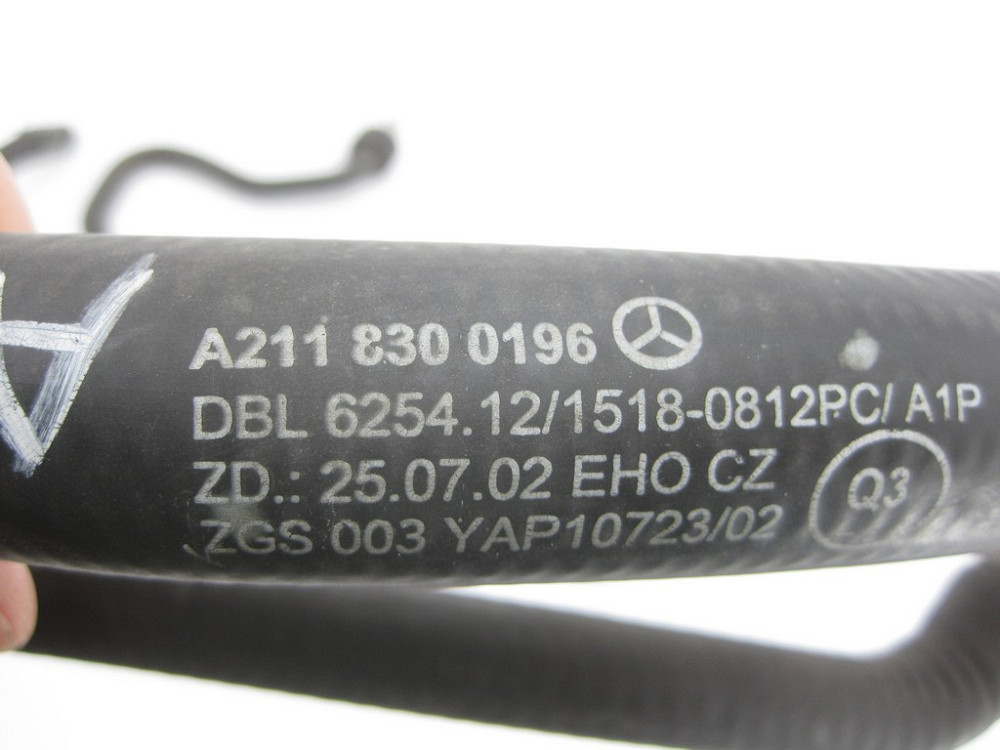 A211 830 0196
DBL 6254.12/1518-0812PC/ A1P
ZD.: 25.07.02 EHO CZ
ZGS 003 YAP10723/02
Q3
A